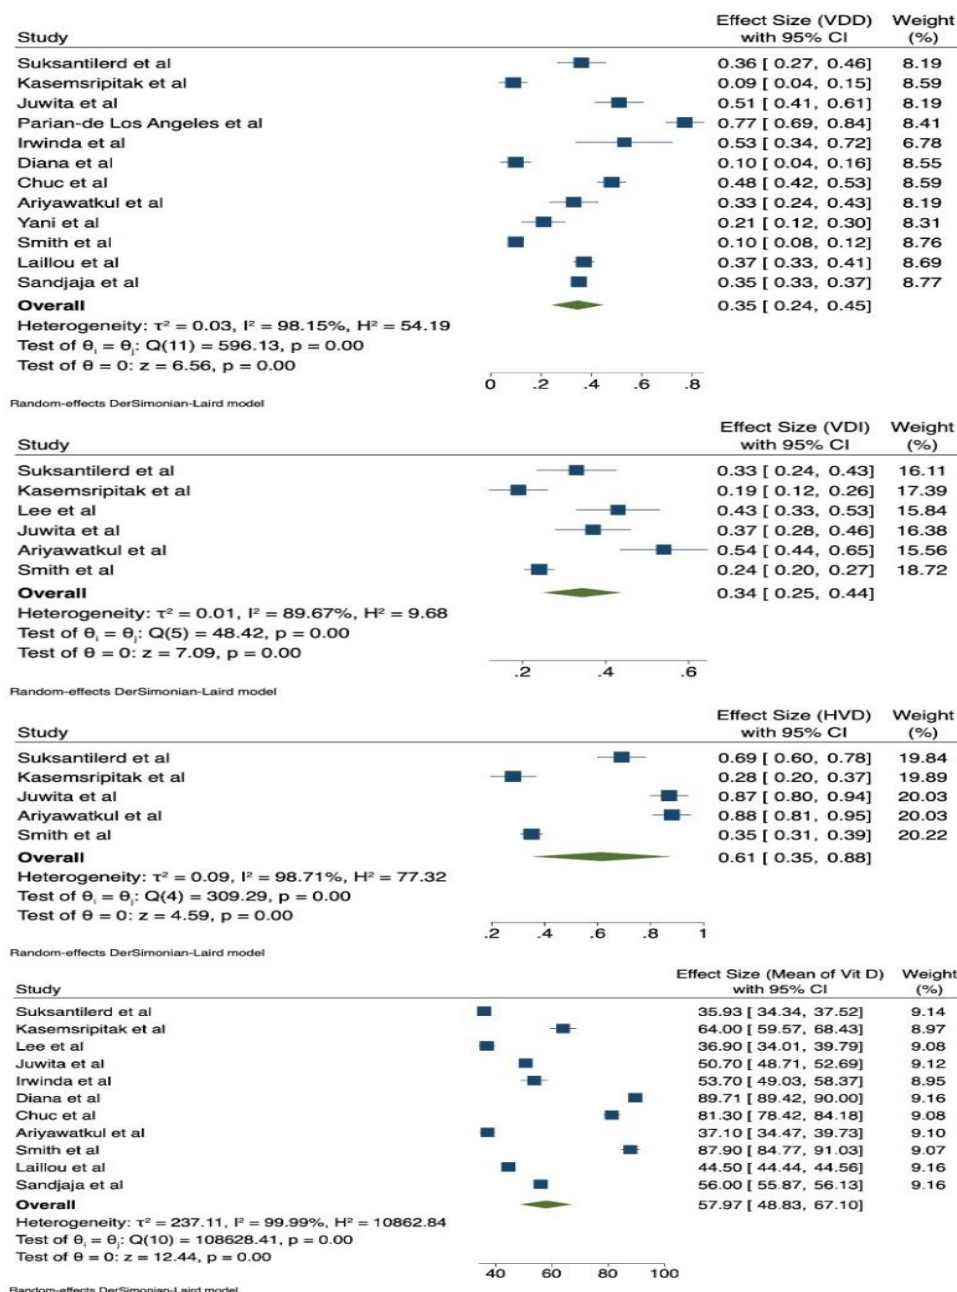 Effect Size (VDD) Weight
Study with 95% CI (%)
Suksantilerd et al 0.36 [ 0.27, 0.46] 8.19
Kasemsripitak et al 0.09 [ 0.04, 0.15] 8.59
Juwita et al 0.51 [ 0.41, 0.61] 8.19
Parian-de Los Angeles et al 0.77 [ 0.69, 0.84] 8.41
Irwinda et al 0.53 [ 0.34, 0.72] 6.78
Diana et al 0.10 [ 0.04, 0.16] 8.55
Chuc et al 0.48 [ 0.42, 0.53] 8.59
Ariyawatkul et al 0.33 [ 0.24, 0.43] 8.19
Yani et al 0.21 [ 0.12, 0.30] 8.31
Smith et al 0.10 [ 0.08, 0.12] 8.76
Laillou et al 0.37 [ 0.33, 0.41] 8.69
Sandjaja et al 0.35 [ 0.33, 0.37] 8.77
Overall 0.35 [ 0.24, 0.45]
Heterogeneity: τ² = 0.03, I² = 98.15%, H² = 54.19
Test of θᵢ = θⱼ: Q(11) = 596.13, p = 0.00
Test of θ = 0: z = 6.56, p = 0.00
0 .2 .4 .6 .8
Random-effects DerSimonian-Laird model
Effect Size (VDI) Weight
Study with 95% CI (%)
Suksantilerd et al 0.33 [ 0.24, 0.43] 16.11
Kasemsripitak et al 0.19 [ 0.12, 0.26] 17.39
Lee et al 0.43 [ 0.33, 0.53] 15.84
Juwita et al 0.37 [ 0.28, 0.46] 16.38
Ariyawatkul et al 0.54 [ 0.44, 0.65] 15.56
Smith et al 0.24 [ 0.20, 0.27] 18.72
Overall 0.34 [ 0.25, 0.44]
Heterogeneity: τ² = 0.01, I² = 89.67%, H² = 9.68
Test of θᵢ = θⱼ: Q(5) = 48.42, p = 0.00
Test of θ = 0: z = 7.09, p = 0.00
.2 .4 .6
Random-effects DerSimonian-Laird model
Effect Size (HVD) Weight
Study with 95% CI (%)
Suksantilerd et al 0.69 [ 0.60, 0.78] 19.84
Kasemsripitak et al 0.28 [ 0.20, 0.37] 19.89
Juwita et al 0.87 [ 0.80, 0.94] 20.03
Ariyawatkul et al 0.88 [ 0.81, 0.95] 20.03
Smith et al 0.35 [ 0.31, 0.39] 20.22
Overall 0.61 [ 0.35, 0.88]
Heterogeneity: τ² = 0.09, I² = 98.71%, H² = 77.32
Test of θᵢ = θⱼ: Q(4) = 309.29, p = 0.00
Test of θ = 0: z = 4.59, p = 0.00
.2 .4 .6 .8 1
Random-effects DerSimonian-Laird model
Effect Size (Mean of Vit D) Weight
Study with 95% CI (%)
Suksantilerd et al 35.93 [ 34.34, 37.52] 9.14
Kasemsripitak et al 64.00 [ 59.57, 68.43] 8.97
Lee et al 36.90 [ 34.01, 39.79] 9.08
Juwita et al 50.70 [ 48.71, 52.69] 9.12
Irwinda et al 53.70 [ 49.03, 58.37] 8.95
Diana et al 89.71 [ 89.42, 90.00] 9.16
Chuc et al 81.30 [ 78.42, 84.18] 9.08
Ariyawatkul et al 37.10 [ 34.47, 39.73] 9.10
Smith et al 87.90 [ 84.77, 91.03] 9.07
Laillou et al 44.50 [ 44.44, 44.56] 9.16
Sandjaja et al 56.00 [ 55.87, 56.13] 9.16
Overall 57.97 [ 48.83, 67.10]
Heterogeneity: τ² = 237.11, I² = 99.99%, H² = 10862.84
Test of θᵢ = θⱼ: Q(10) = 108628.41, p = 0.00
Test of θ = 0: z = 12.44, p = 0.00
40 60 80 100
Random-effects DerSimonian-Laird model